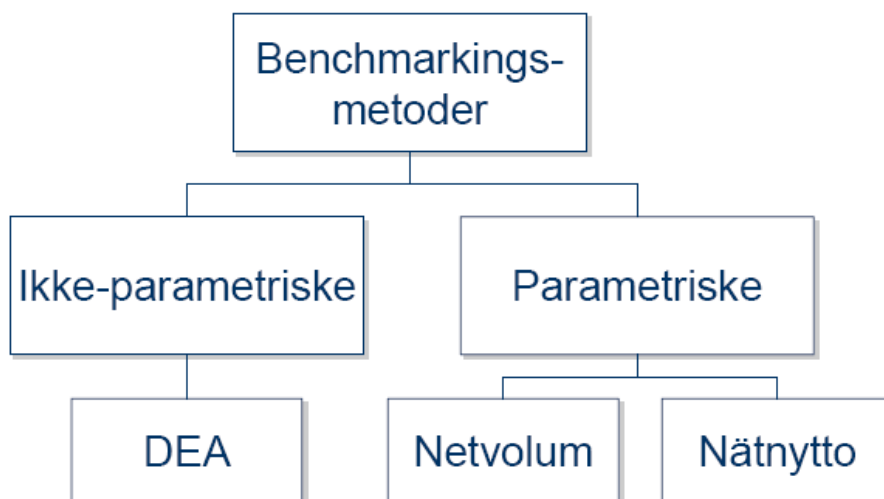 Benchmarkings-
metoder
Ikke-parametriske
Parametriske
DEA
Netvolum
Nätnytto